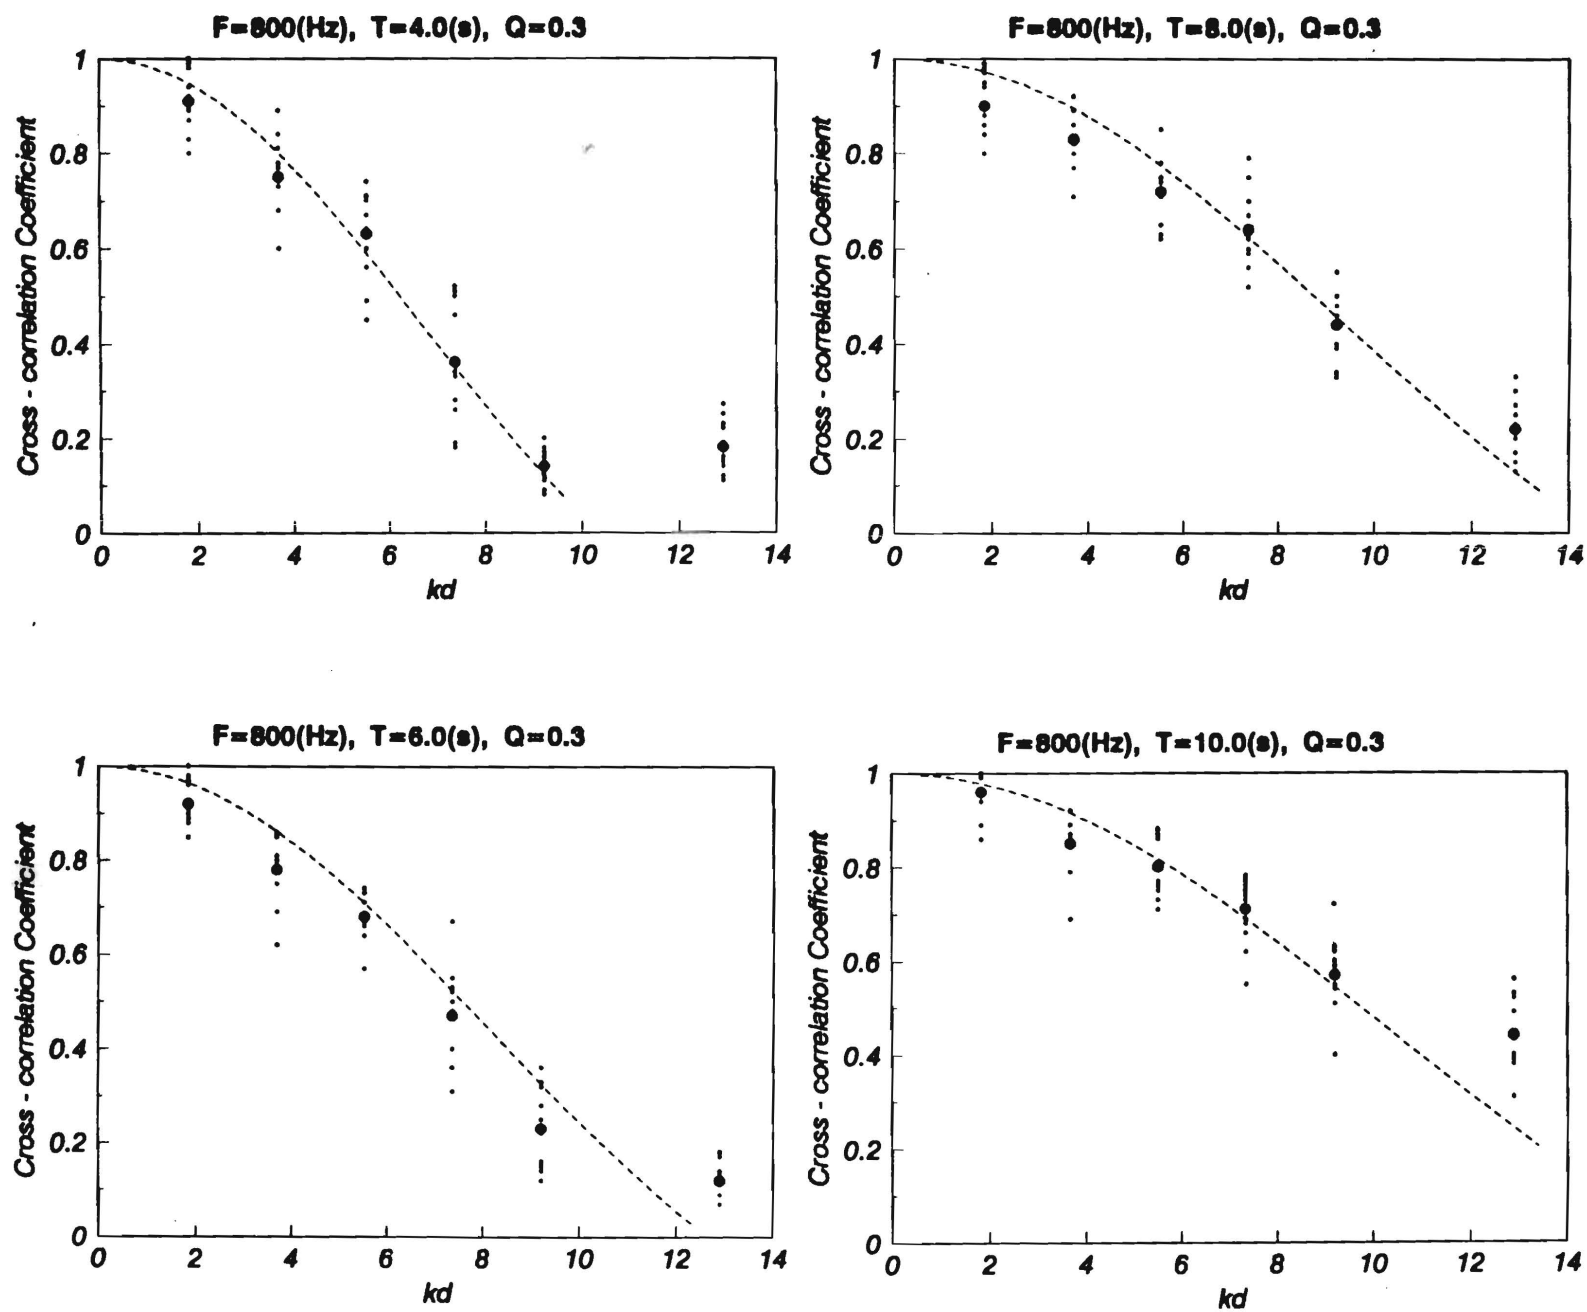 F=800(Hz), T=4.0(s), Q=0.3
1
0.8
0.6
0.4
0.2
0
Cross - correlation Coefficient
0 2 4 6 8 10 12 14
kd
F=800(Hz), T=8.0(s), Q=0.3
1
0.8
0.6
0.4
0.2
0
Cross - correlation Coefficient
0 2 4 6 8 10 12 14
kd
F=800(Hz), T=6.0(s), Q=0.3
1
0.8
0.6
0.4
0.2
0
Cross - correlation Coefficient
0 2 4 6 8 10 12 14
kd
F=800(Hz), T=10.0(s), Q=0.3
1
0.8
0.6
0.4
0.2
0
Cross - correlation Coefficient
0 2 4 6 8 10 12 14
kd